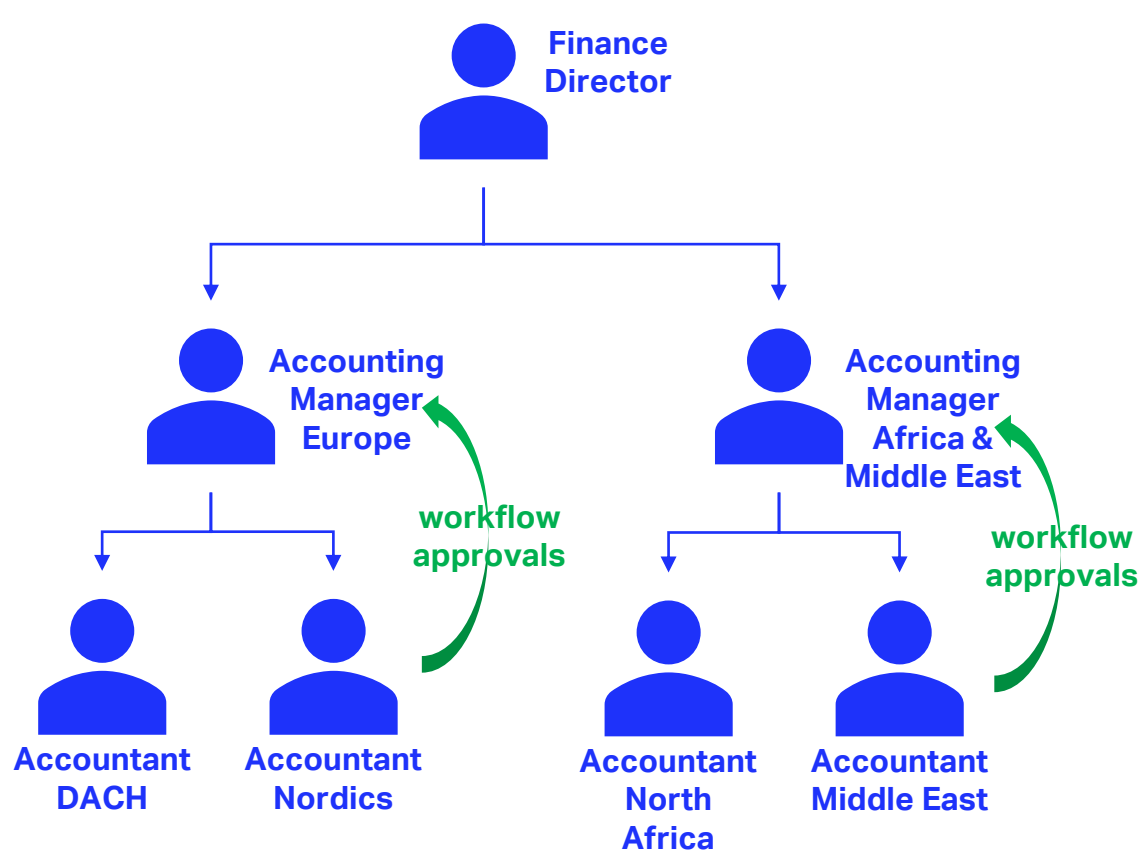 Finance
Director
Accounting
Manager
Europe
Accounting
Manager
Africa &
Middle East
workflow
approvals
workflow
approvals
Accountant
DACH
Accountant
Nordics
Accountant
North
Africa
Accountant
Middle East